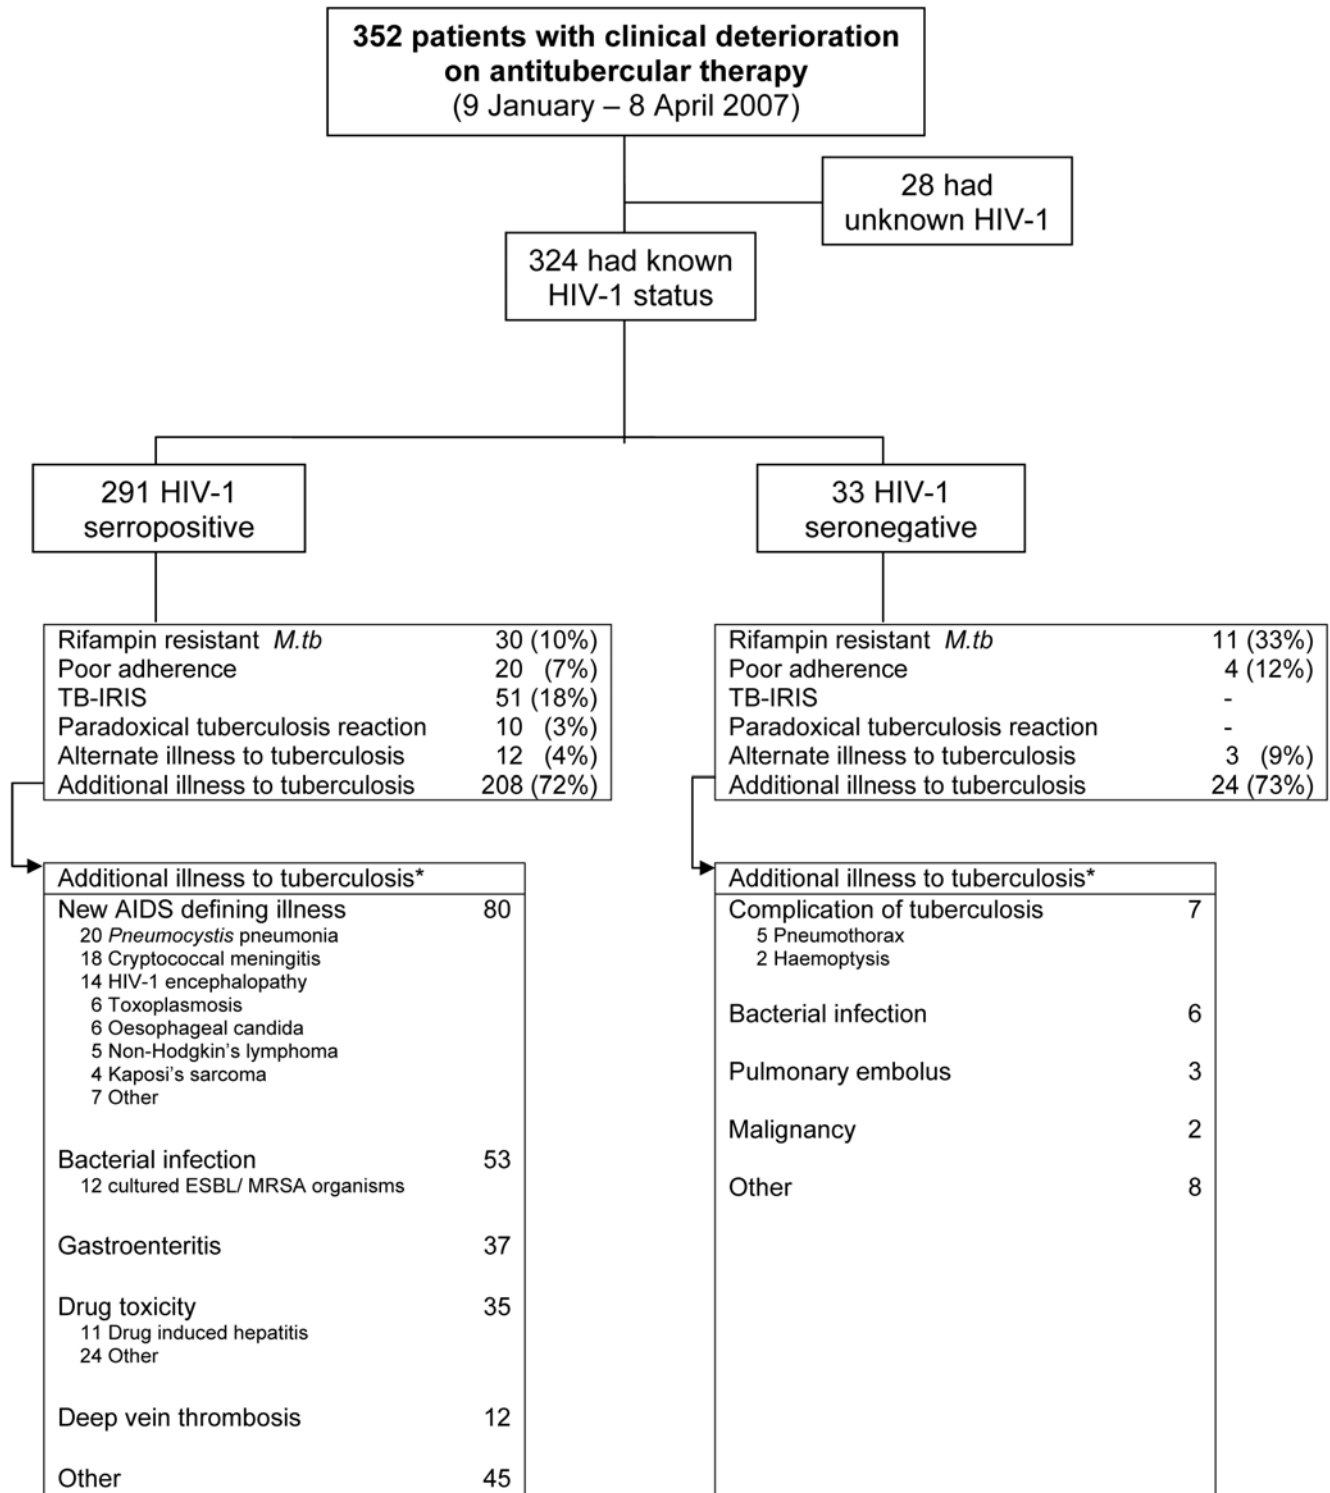 352 patients with clinical deterioration
on antitubercular therapy
(9 January – 8 April 2007)
28 had
unknown HIV-1
324 had known
HIV-1 status
291 HIV-1
serropositive
33 HIV-1
seronegative
Rifampin resistant M.tb 30 (10%)
Poor adherence 20 (7%)
TB-IRIS 51 (18%)
Paradoxical tuberculosis reaction 10 (3%)
Alternate illness to tuberculosis 12 (4%)
Additional illness to tuberculosis 208 (72%)
Rifampin resistant M.tb 11 (33%)
Poor adherence 4 (12%)
TB-IRIS -
Paradoxical tuberculosis reaction -
Alternate illness to tuberculosis 3 (9%)
Additional illness to tuberculosis 24 (73%)
Additional illness to tuberculosis*
New AIDS defining illness 80
20 Pneumocystis pneumonia
18 Cryptococcal meningitis
14 HIV-1 encephalopathy
6 Toxoplasmosis
6 Oesophageal candida
5 Non-Hodgkin's lymphoma
4 Kaposi's sarcoma
7 Other
Bacterial infection 53
12 cultured ESBL/ MRSA organisms
Gastroenteritis 37
Drug toxicity 35
11 Drug induced hepatitis
24 Other
Deep vein thrombosis 12
Other 45
Additional illness to tuberculosis*
Complication of tuberculosis 7
5 Pneumothorax
2 Haemoptysis
Bacterial infection 6
Pulmonary embolus 3
Malignancy 2
Other 8